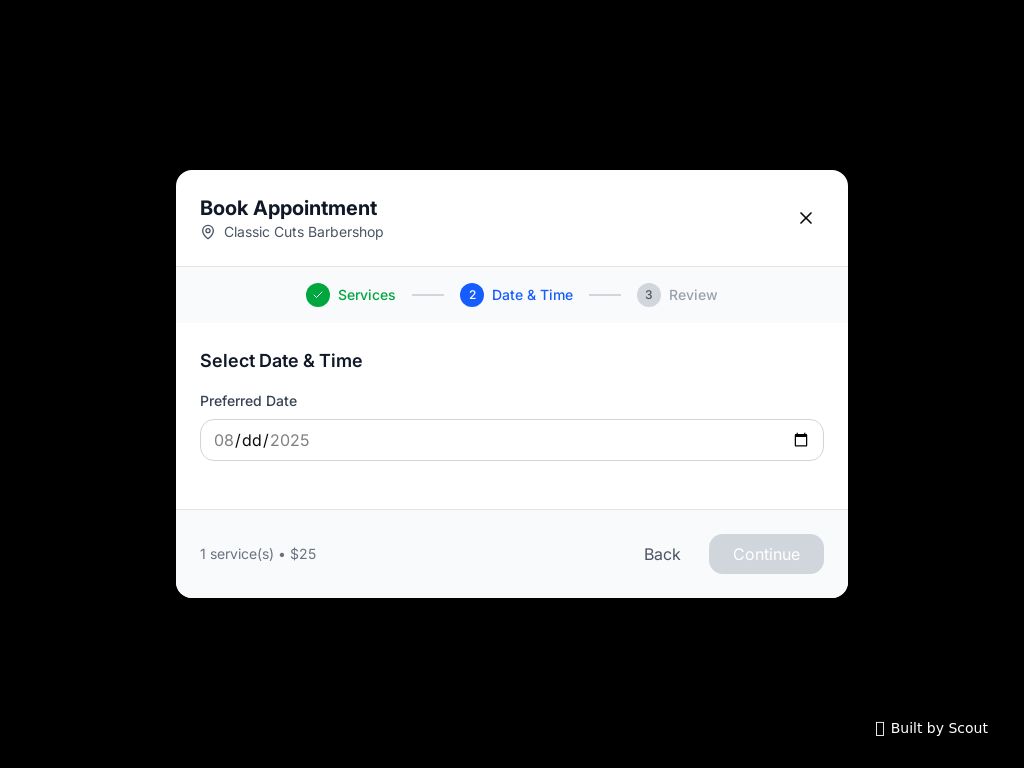 Book Appointment
Classic Cuts Barbershop
Services
2 Date & Time
3 Review
Select Date & Time
Preferred Date
08/dd/2025
1 service(s) • $25
Back
Continue
Built by Scout